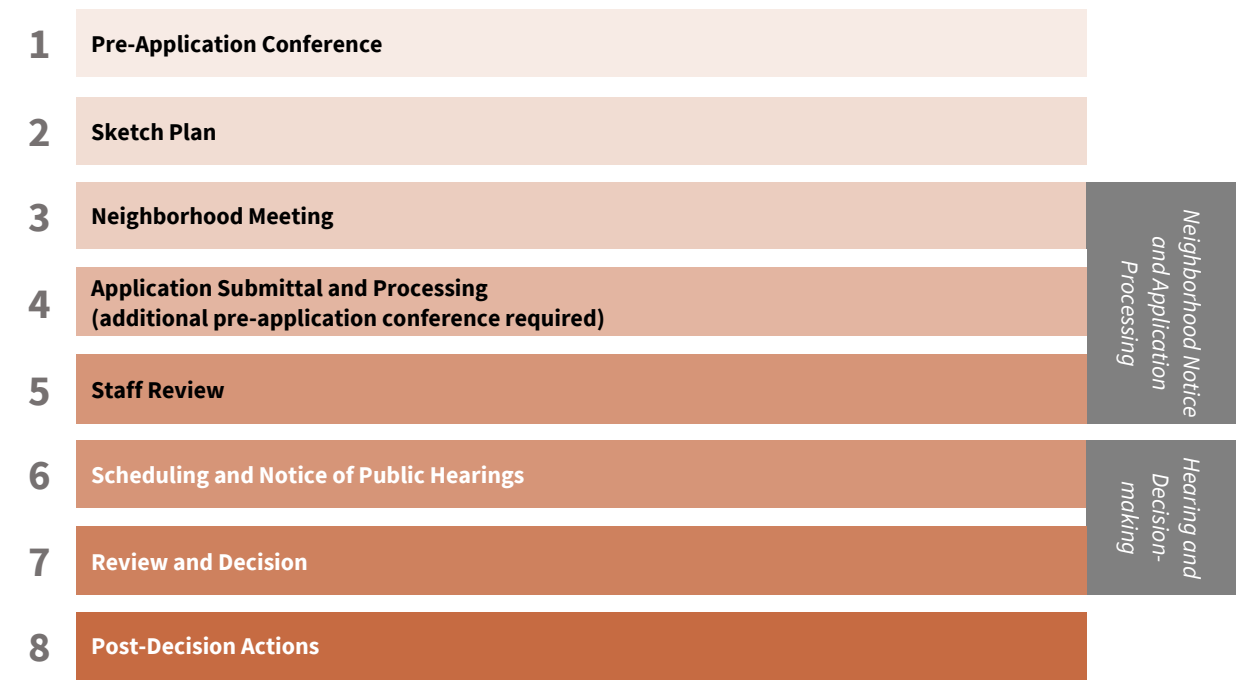 1
Pre-Application Conference
2
Sketch Plan
3
Neighborhood Meeting
4
Application Submittal and Processing
(additional pre-application conference required)
5
Staff Review
Neighborhood Notice
and Application
Processing
6
Scheduling and Notice of Public Hearings
7
Review and Decision
Hearing and
Decision-
making
8
Post-Decision Actions